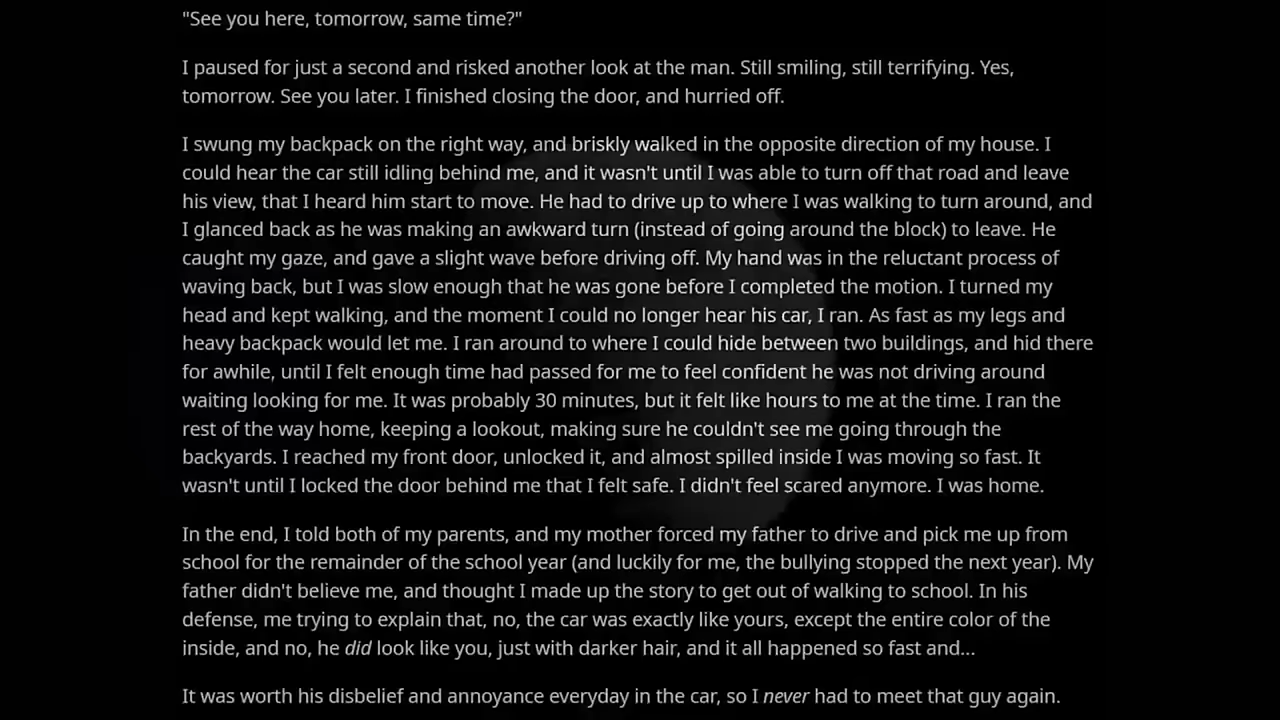 "See you here, tomorrow, same time?"
I paused for just a second and risked another look at the man. Still smiling, still terrifying. Yes,
tomorrow. See you later. I finished closing the door, and hurried off.
I swung my backpack on the right way, and briskly walked in the opposite direction of my house. I
could hear the car still idling behind me, and it wasn't until I was able to turn off that road and leave
his view, that I heard him start to move. He had to drive up to where I was walking to turn around, and
I glanced back as he was making an awkward turn (instead of going around the block) to leave. He
caught my gaze, and gave a slight wave before driving off. My hand was in the reluctant process of
waving back, but I was slow enough that he was gone before I completed the motion. I turned my
head and kept walking, and the moment I could no longer hear his car, I ran. As fast as my legs and
heavy backpack would let me. I ran around to where I could hide between two buildings, and hid there
for awhile, until I felt enough time had passed for me to feel confident he was not driving around
waiting looking for me. It was probably 30 minutes, but it felt like hours to me at the time. I ran the
rest of the way home, keeping a lookout, making sure he couldn't see me going through the
backyards. I reached my front door, unlocked it, and almost spilled inside I was moving so fast. It
wasn't until I locked the door behind me that I felt safe. I didn't feel scared anymore. I was home.
In the end, I told both of my parents, and my mother forced my father to drive and pick me up from
school for the remainder of the school year (and luckily for me, the bullying stopped the next year). My
father didn't believe me, and thought I made up the story to get out of walking to school. In his
defense, me trying to explain that, no, the car was exactly like yours, except the entire color of the
inside, and no, he did look like you, just with darker hair, and it all happened so fast and...
It was worth his disbelief and annoyance everyday in the car, so I never had to meet that guy again.